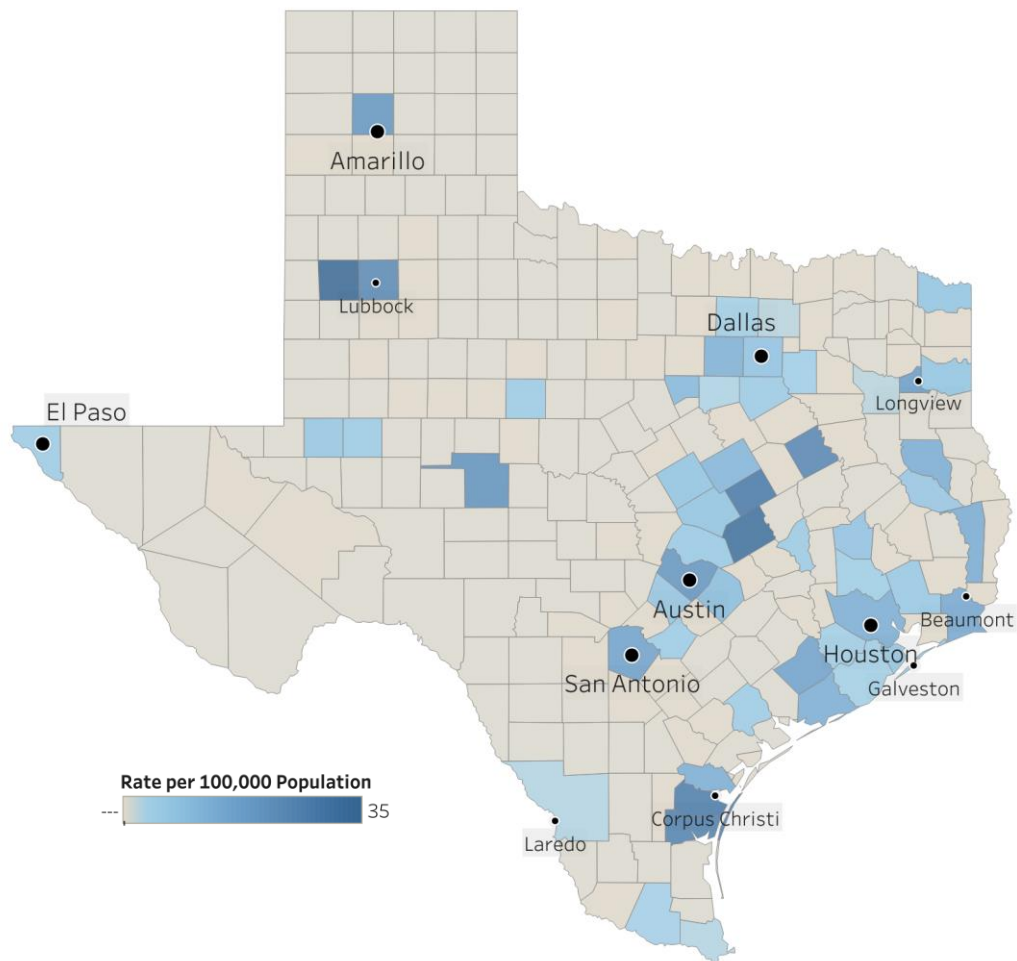 Amarillo
Lubbock
Dallas
El Paso
Longview
Austin
Beaumont
Houston
San Antonio
Galveston
Rate per 100,000 Population
--- 35
Corpus Christi
Laredo